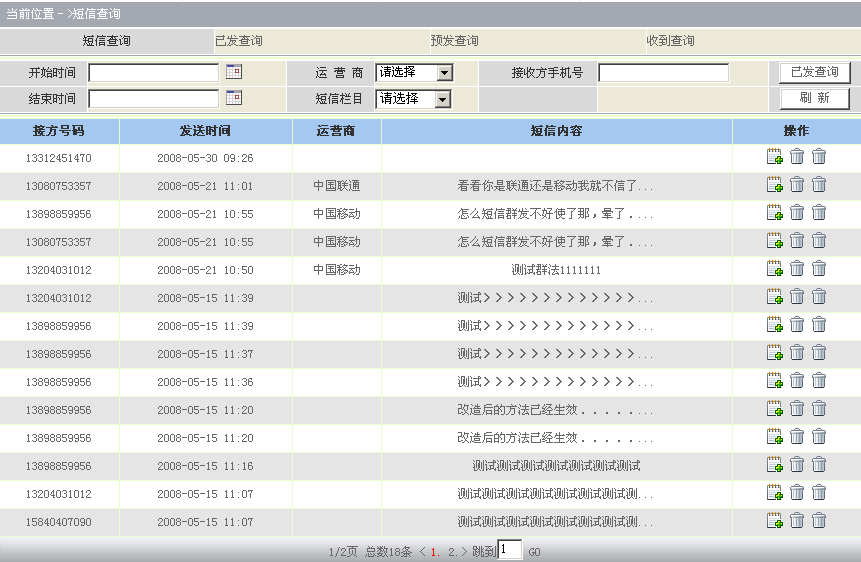 当前位置 - >短信查询
短信查询 已发查询 预发查询 收到查询
开始时间 运 营 商 请选择 接收方手机号 已发查询
结束时间 短信栏目 请选择 刷 新
接方号码 发送时间 运营商 短信内容 操作
13312451470 2008-05-30 09:26
13080753357 2008-05-21 11:01 中国联通 看看你是联通还是移动我就不信了...
13898859956 2008-05-21 10:55 中国移动 怎么短信群发不好使了那，晕了....
13080753357 2008-05-21 10:55 中国移动 怎么短信群发不好使了那，晕了....
13204031012 2008-05-21 10:50 中国移动 测试群法1111111
13204031012 2008-05-15 11:39 测试>>>>>>>>>>>>>...
13898859956 2008-05-15 11:39 测试>>>>>>>>>>>>>...
13898859956 2008-05-15 11:37 测试>>>>>>>>>>>>>...
13898859956 2008-05-15 11:36 测试>>>>>>>>>>>>>...
13898859956 2008-05-15 11:20 改造后的方法已经生效........
13898859956 2008-05-15 11:20 改造后的方法已经生效........
13898859956 2008-05-15 11:16 测试测试测试测试测试测试测试
13204031012 2008-05-15 11:07 测试测试测试测试测试测试测试测...
15840407090 2008-05-15 11:07 测试测试测试测试测试测试测试测...
1/2页 总数18条 < 1. 2.> 跳到 1 GO